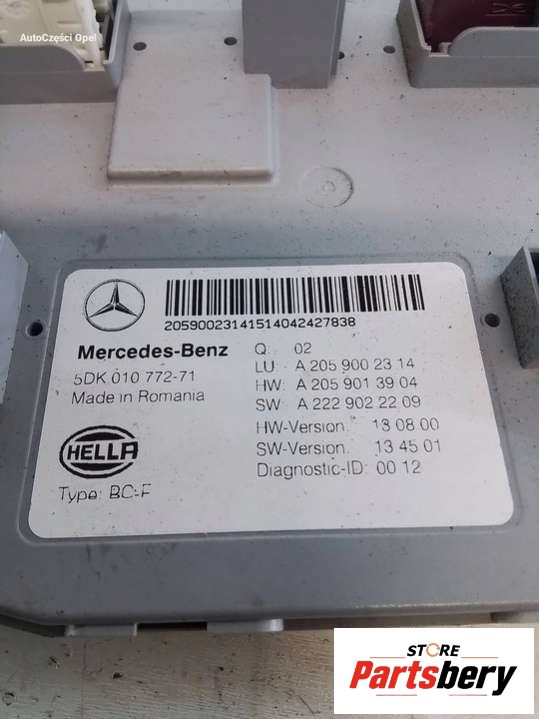 AutoCzęści Opel
20590023141514042427838
Mercedes-Benz
5DK 010 772-71
Made in Romania
HELLA
Type: BC-F
Q: 02
LU: A 205 900 23 14
HW: A 205 901 39 04
SW: A 222 902 22 09
HW-Version: 13 08 00
SW-Version: 13 45 01
Diagnostic-ID: 00 12
STORE
Partsbery